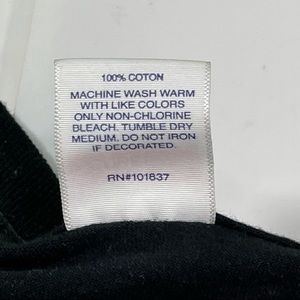 100% COTON
MACHINE WASH WARM
WITH LIKE COLORS
ONLY NON-CHLORINE
BLEACH. TUMBLE DRY
MEDIUM. DO NOT IRON
IF DECORATED.
RN#101837